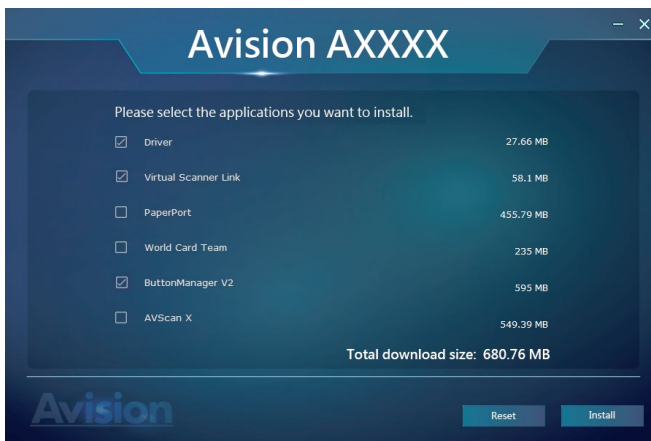 Avision AXXXX
Please select the applications you want to install.
Driver 27.66 MB
Virtual Scanner Link 58.1 MB
PaperPort 455.79 MB
World Card Team 235 MB
ButtonManager V2 595 MB
AVScan X 549.39 MB
Total download size: 680.76 MB
Avision Reset Install